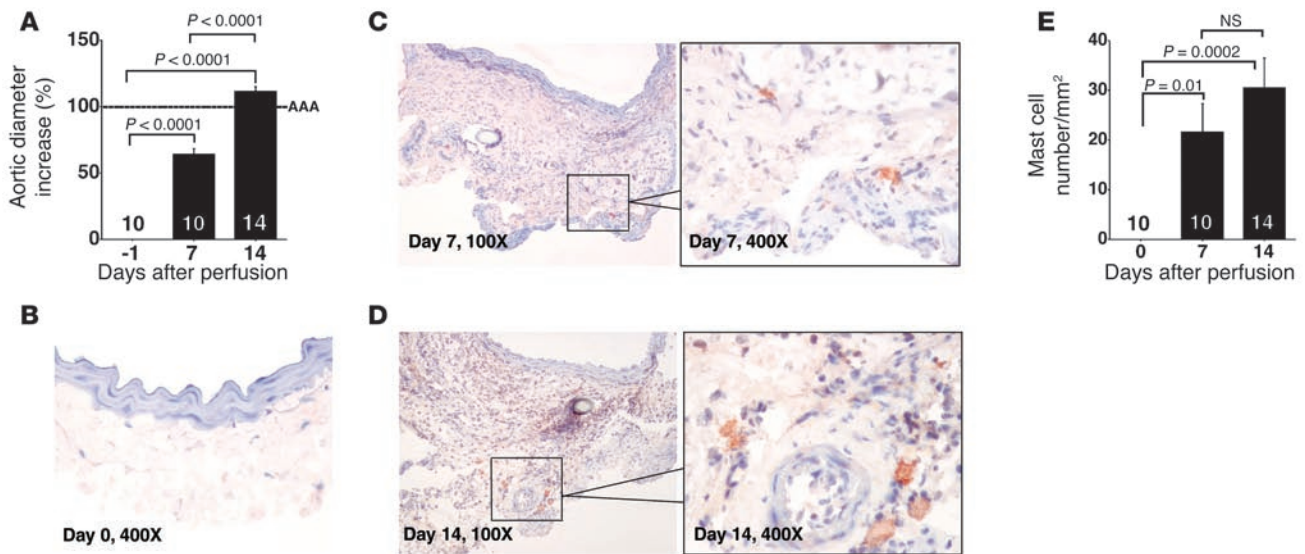 A
P < 0.0001
P < 0.0001
P < 0.0001
Aortic diameter
increase (%)
150
100
50
0
AAA
10
10
14
-1
7
14
Days after perfusion
B
Day 0, 400X
C
Day 7, 100X
Day 7, 400X
D
Day 14, 100X
Day 14, 400X
E
NS
P = 0.0002
P = 0.01
Mast cell
number/mm²
40
30
20
10
0
10
10
14
0
7
14
Days after perfusion